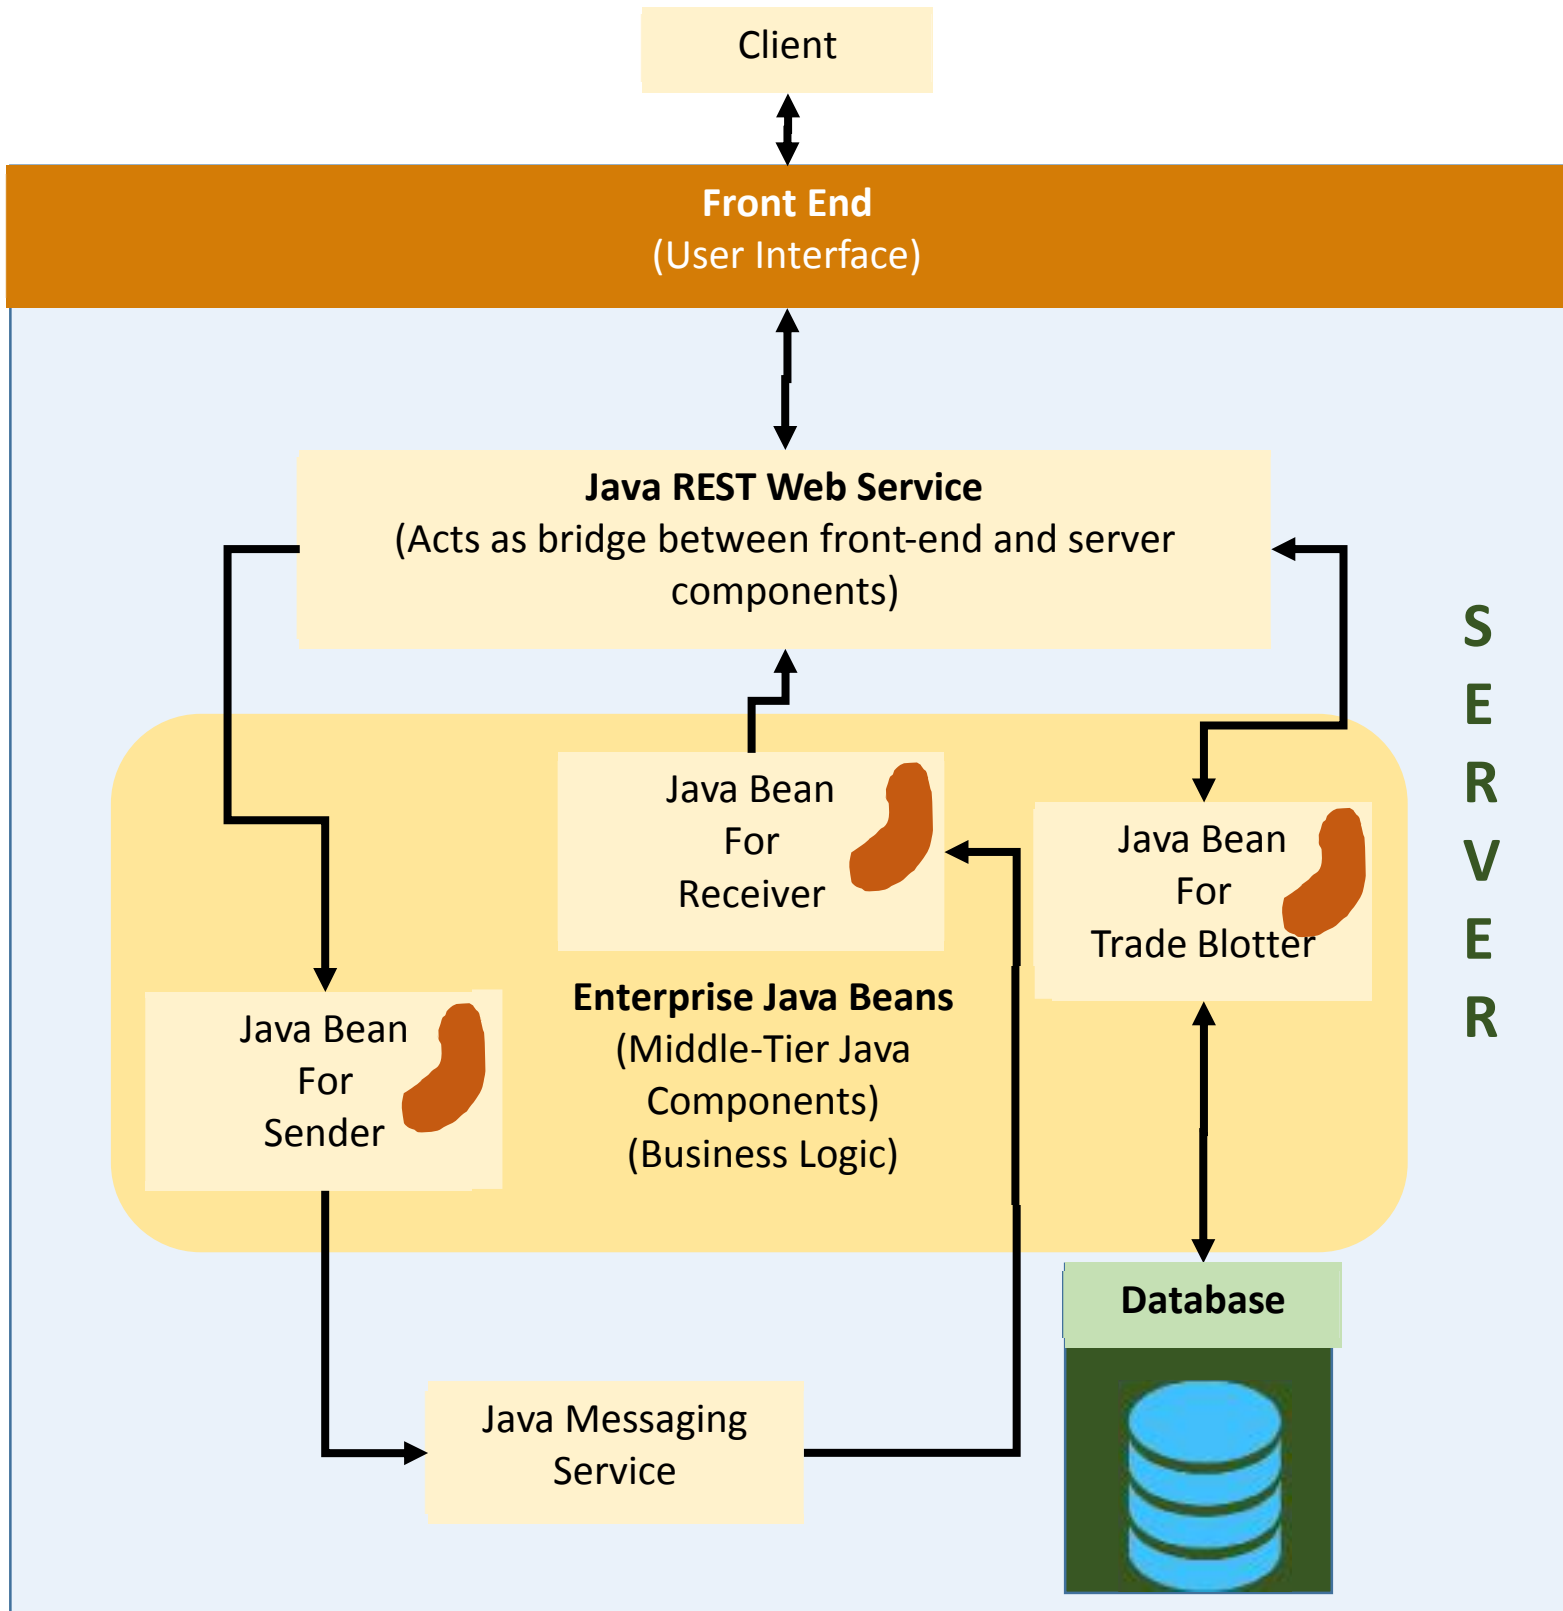 Client
Front End
(User Interface)
Java REST Web Service
(Acts as bridge between front-end and server
components)
Java Bean
For
Receiver
Java Bean
For
Trade Blotter
Enterprise Java Beans
(Middle-Tier Java
Components)
(Business Logic)
Java Bean
For
Sender
Java Messaging
Service
Database
S
E
R
V
E
R